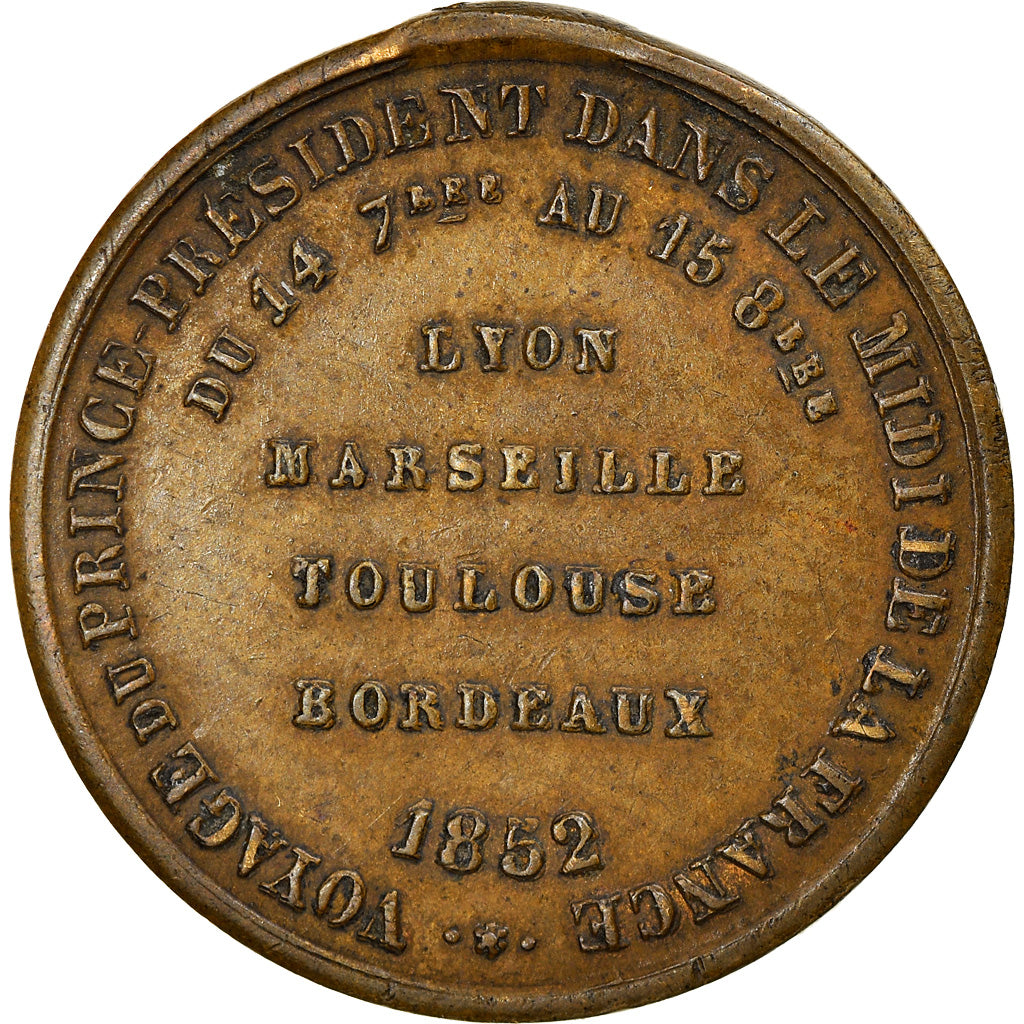 VOYAGE DU PRINCE-PRÉSIDENT DANS LE MIDI DE LA FRANCE
DU 14 7BRE AU 15 8BRE
LYON
MARSEILLE
TOULOUSE
BORDEAUX
1852